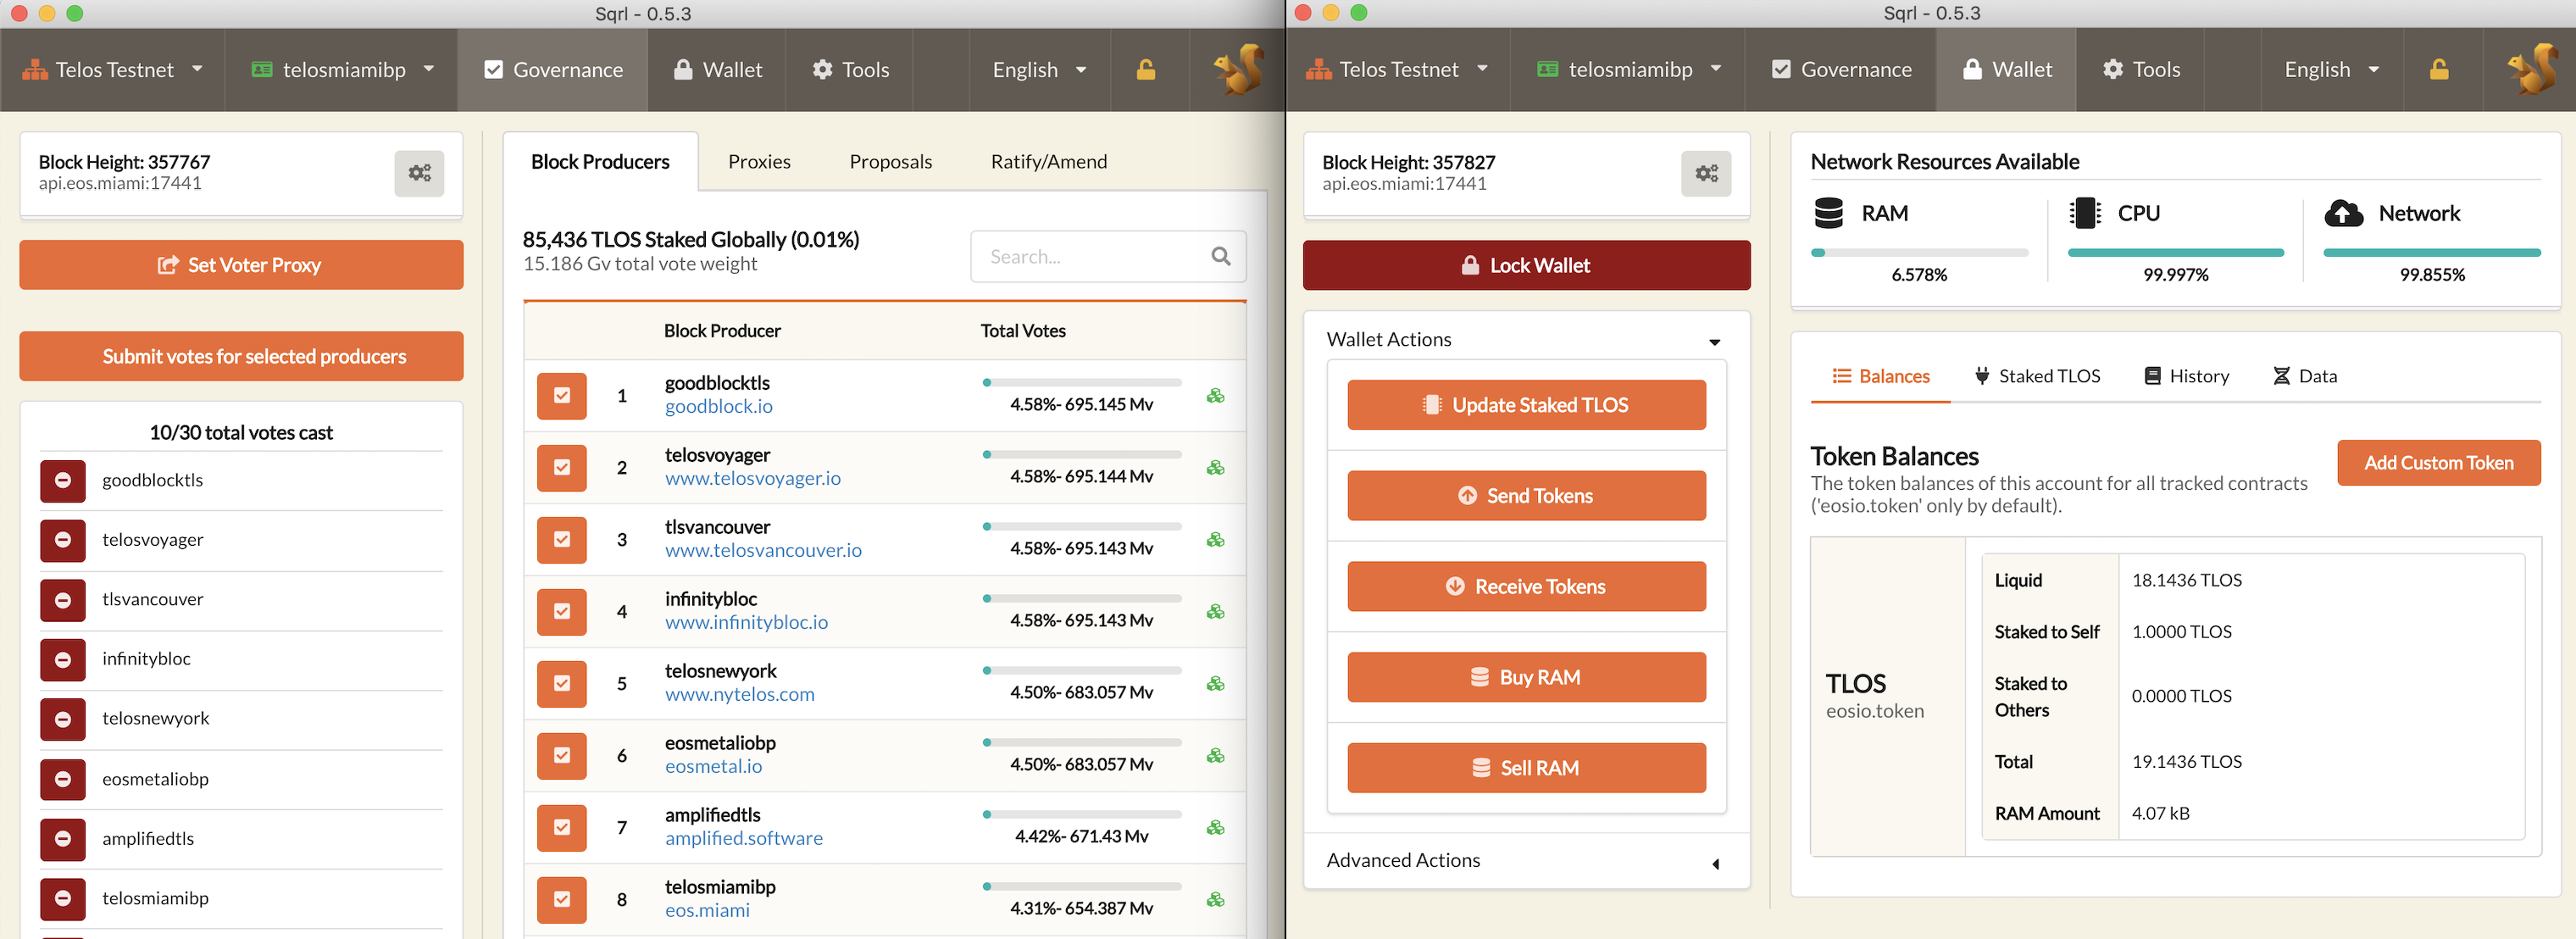 Sqrl - 0.5.3
Telos Testnet
telosmiamibp
Governance
Wallet
Tools
English
Block Height: 357767
api.eos.miami:17441
Set Voter Proxy
Submit votes for selected producers
10/30 total votes cast
goodblocktls
telosvoyager
tlsvancouver
infinitybloc
telosnewyork
eosmetaliobp
amplifiedtls
telosmiamibp
Block Producers
Proxies
Proposals
Ratify/Amend
85,436 TLOS Staked Globally (0.01%)
15.186 Gv total vote weight
Search...
Block Producer Total Votes
1 goodblocktls
goodblock.io
4.58%- 695.145 Mv
2 telosvoyager
www.telosvoyager.io
4.58%- 695.144 Mv
3 tlsvancouver
www.telosvancouver.io
4.58%- 695.143 Mv
4 infinitybloc
www.infinitybloc.io
4.58%- 695.143 Mv
5 telosnewyork
www.nytelos.com
4.50%- 683.057 Mv
6 eosmetaliobp
eosmetal.io
4.50%- 683.057 Mv
7 amplifiedtls
amplified.software
4.42%- 671.43 Mv
8 telosmiamibp
eos.miami
4.31%- 654.387 Mv
Sqrl - 0.5.3
Telos Testnet
telosmiamibp
Governance
Wallet
Tools
English
Block Height: 357827
api.eos.miami:17441
Lock Wallet
Wallet Actions
Update Staked TLOS
Send Tokens
Receive Tokens
Buy RAM
Sell RAM
Advanced Actions
Network Resources Available
RAM
6.578%
CPU
99.997%
Network
99.855%
Balances
Staked TLOS
History
Data
Token Balances
The token balances of this account for all tracked contracts
('eosio.token' only by default).
Add Custom Token
TLOS
eosio.token
Liquid 18.1436 TLOS
Staked to Self 1.0000 TLOS
Staked to
Others 0.0000 TLOS
Total 19.1436 TLOS
RAM Amount 4.07 kB